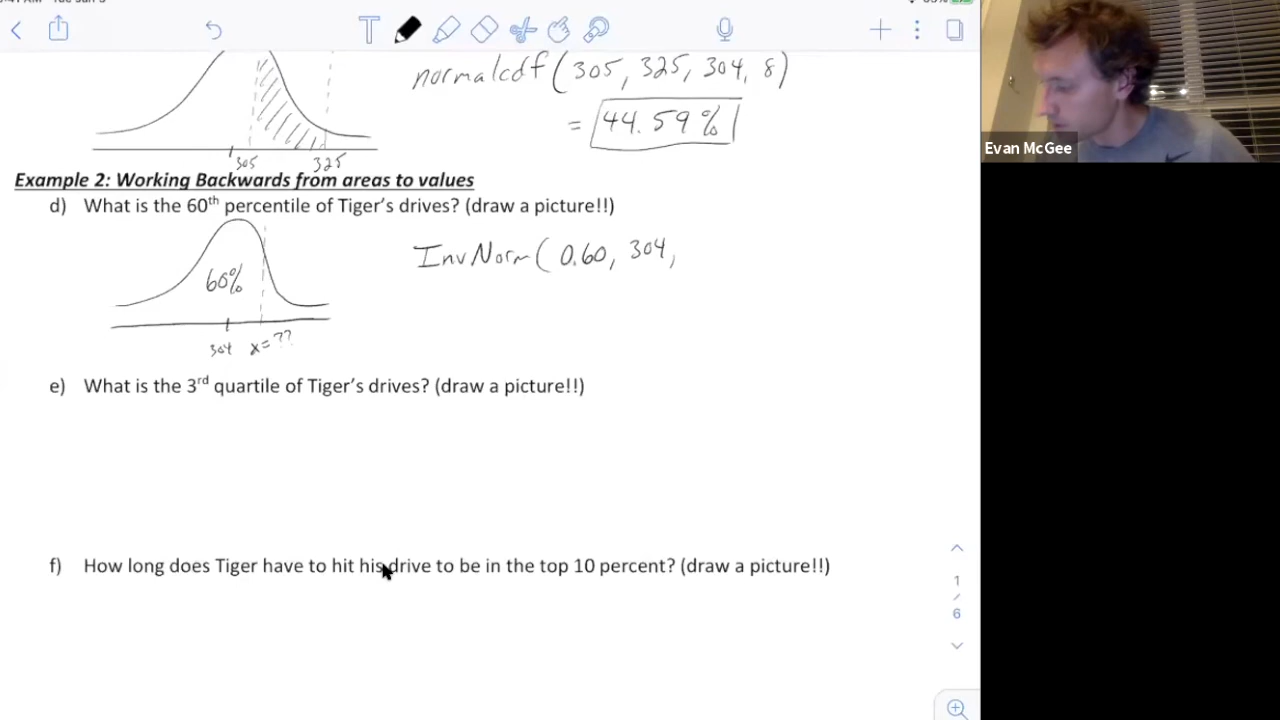 normalcdf (305, 325, 304, 8)
= 44.59%
305 325
Evan McGee
Example 2: Working Backwards from areas to values
d) What is the 60th percentile of Tiger's drives? (draw a picture!!)
InvNorm( 0.60, 304,
60%
304 x=??
e) What is the 3rd quartile of Tiger's drives? (draw a picture!!)
f) How long does Tiger have to hit his drive to be in the top 10 percent? (draw a picture!!)
1
/
6